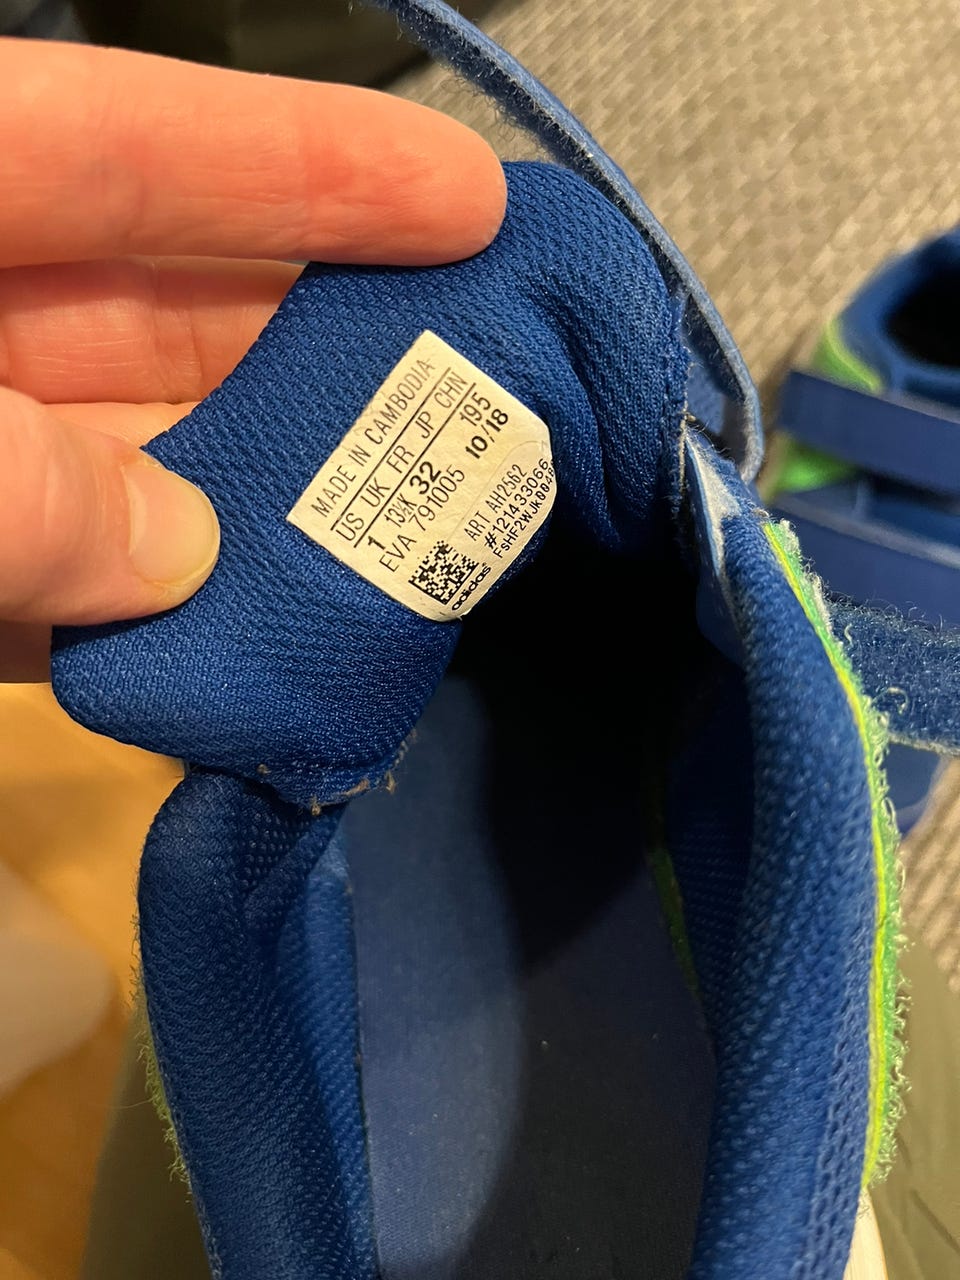 MADE IN CAMBODIA
US UK FR JP CHN
1 13½K 32 195
EVA 791005 10/18
ART AH2562
#121433066
FSHF2WJK0048
adidas